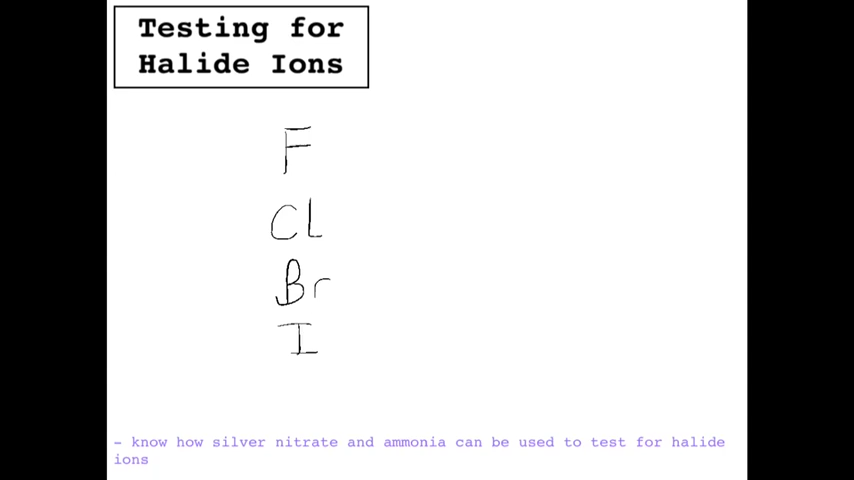 Testing for
Halide Ions
F
Cl
Br
I
- know how silver nitrate and ammonia can be used to test for halide
ions